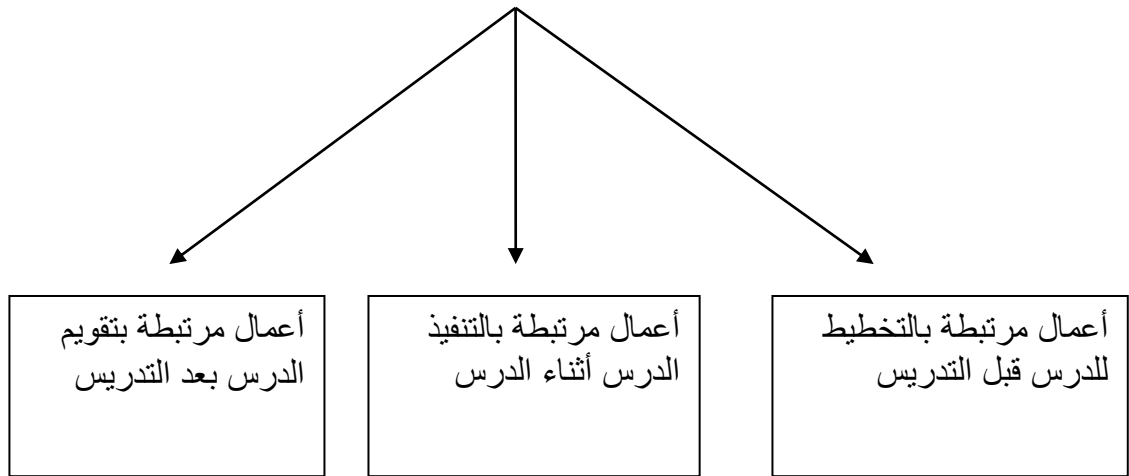 أعمال مرتبطة بالتخطيط
للدرس قبل التدريس
أعمال مرتبطة بالتنفيذ
الدرس أثناء الدرس
أعمال مرتبطة بتقويم
الدرس بعد التدريس